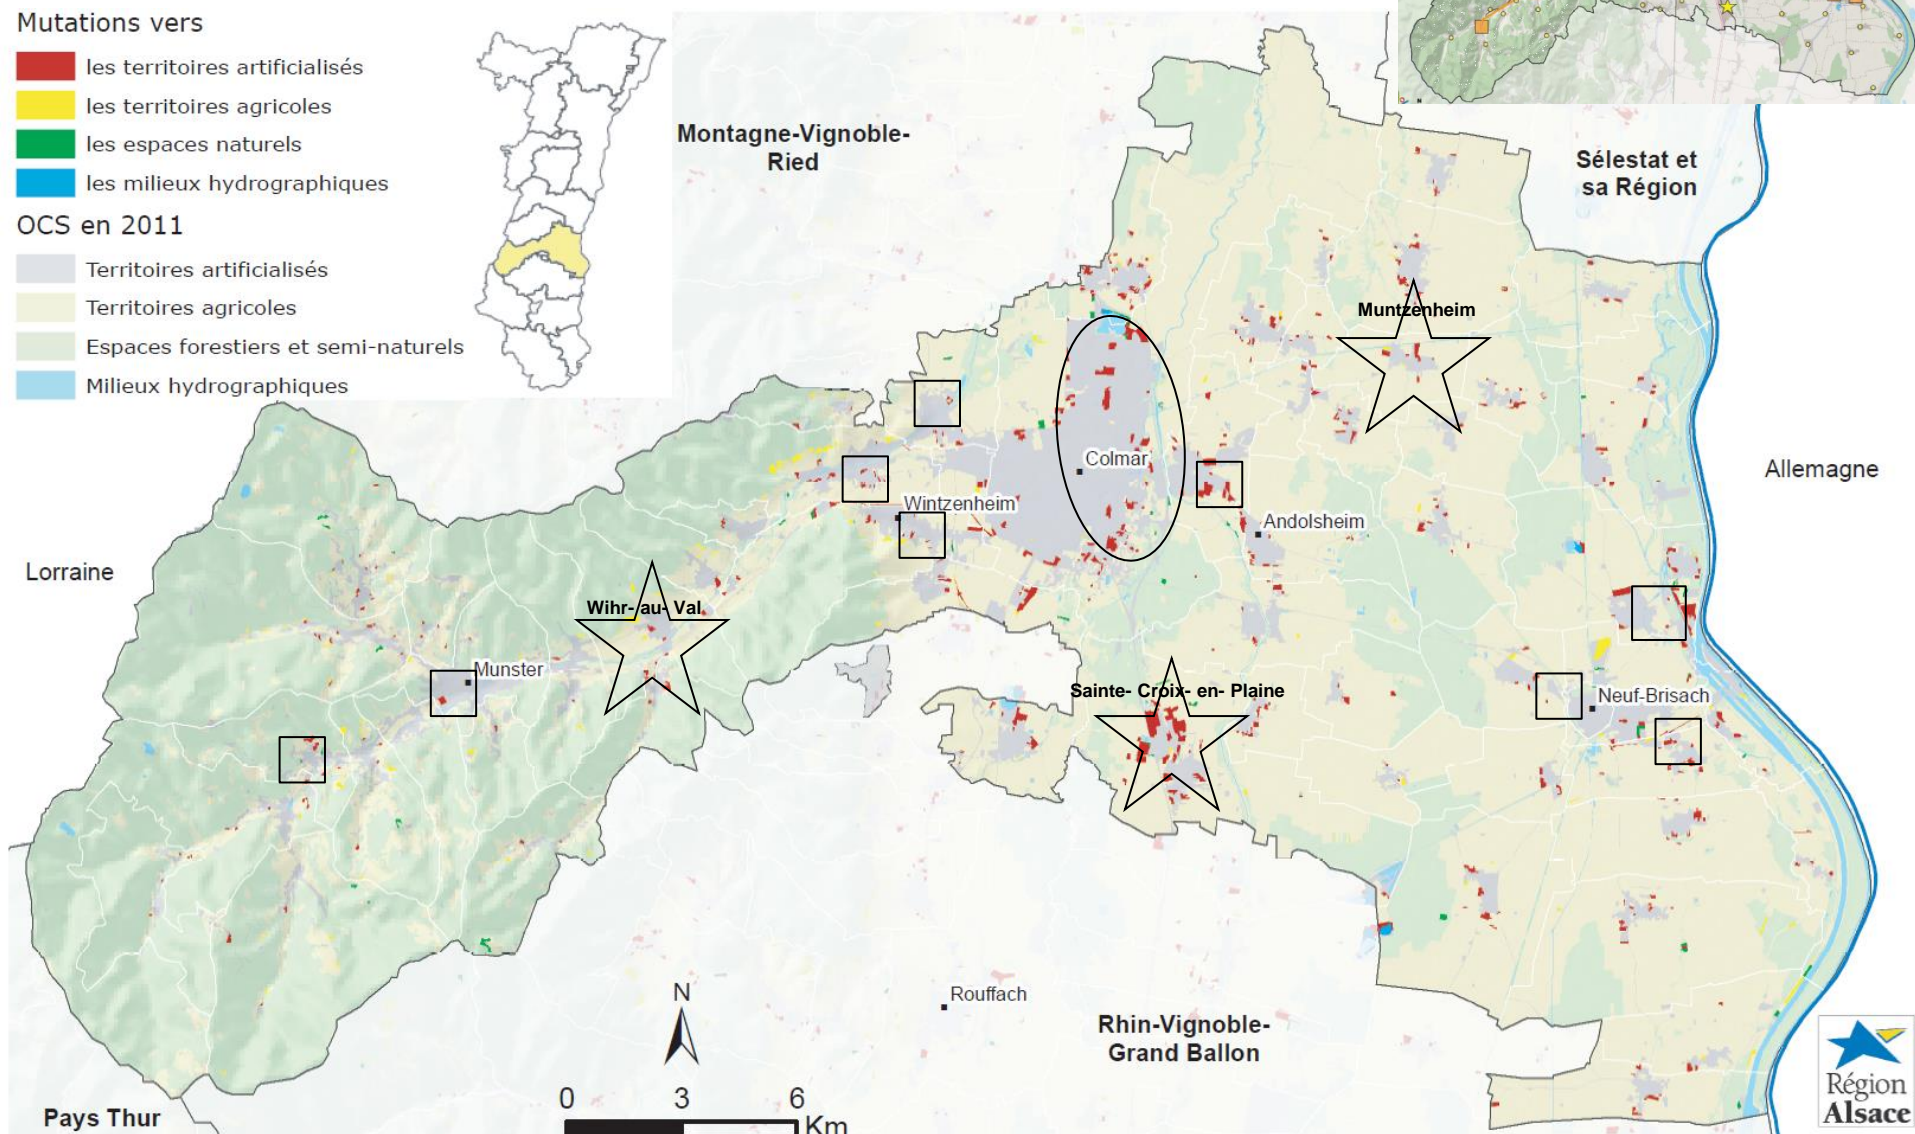 Mutations vers
les territoires artificialisés
les territoires agricoles
les espaces naturels
les milieux hydrographiques
OCS en 2011
Territoires artificialisés
Territoires agricoles
Espaces forestiers et semi-naturels
Milieux hydrographiques
Montagne-Vignoble-
Ried
Sélestat et
sa Région
Muntzenheim
Colmar
Allemagne
Wintzenheim
Andolsheim
Lorraine
Wihr- au- Val
Munster
Sainte- Croix- en- Plaine
Neuf-Brisach
N
Rouffach
Rhin-Vignoble-
Grand Ballon
0 3 6
Km
Pays Thur
Région
Alsace